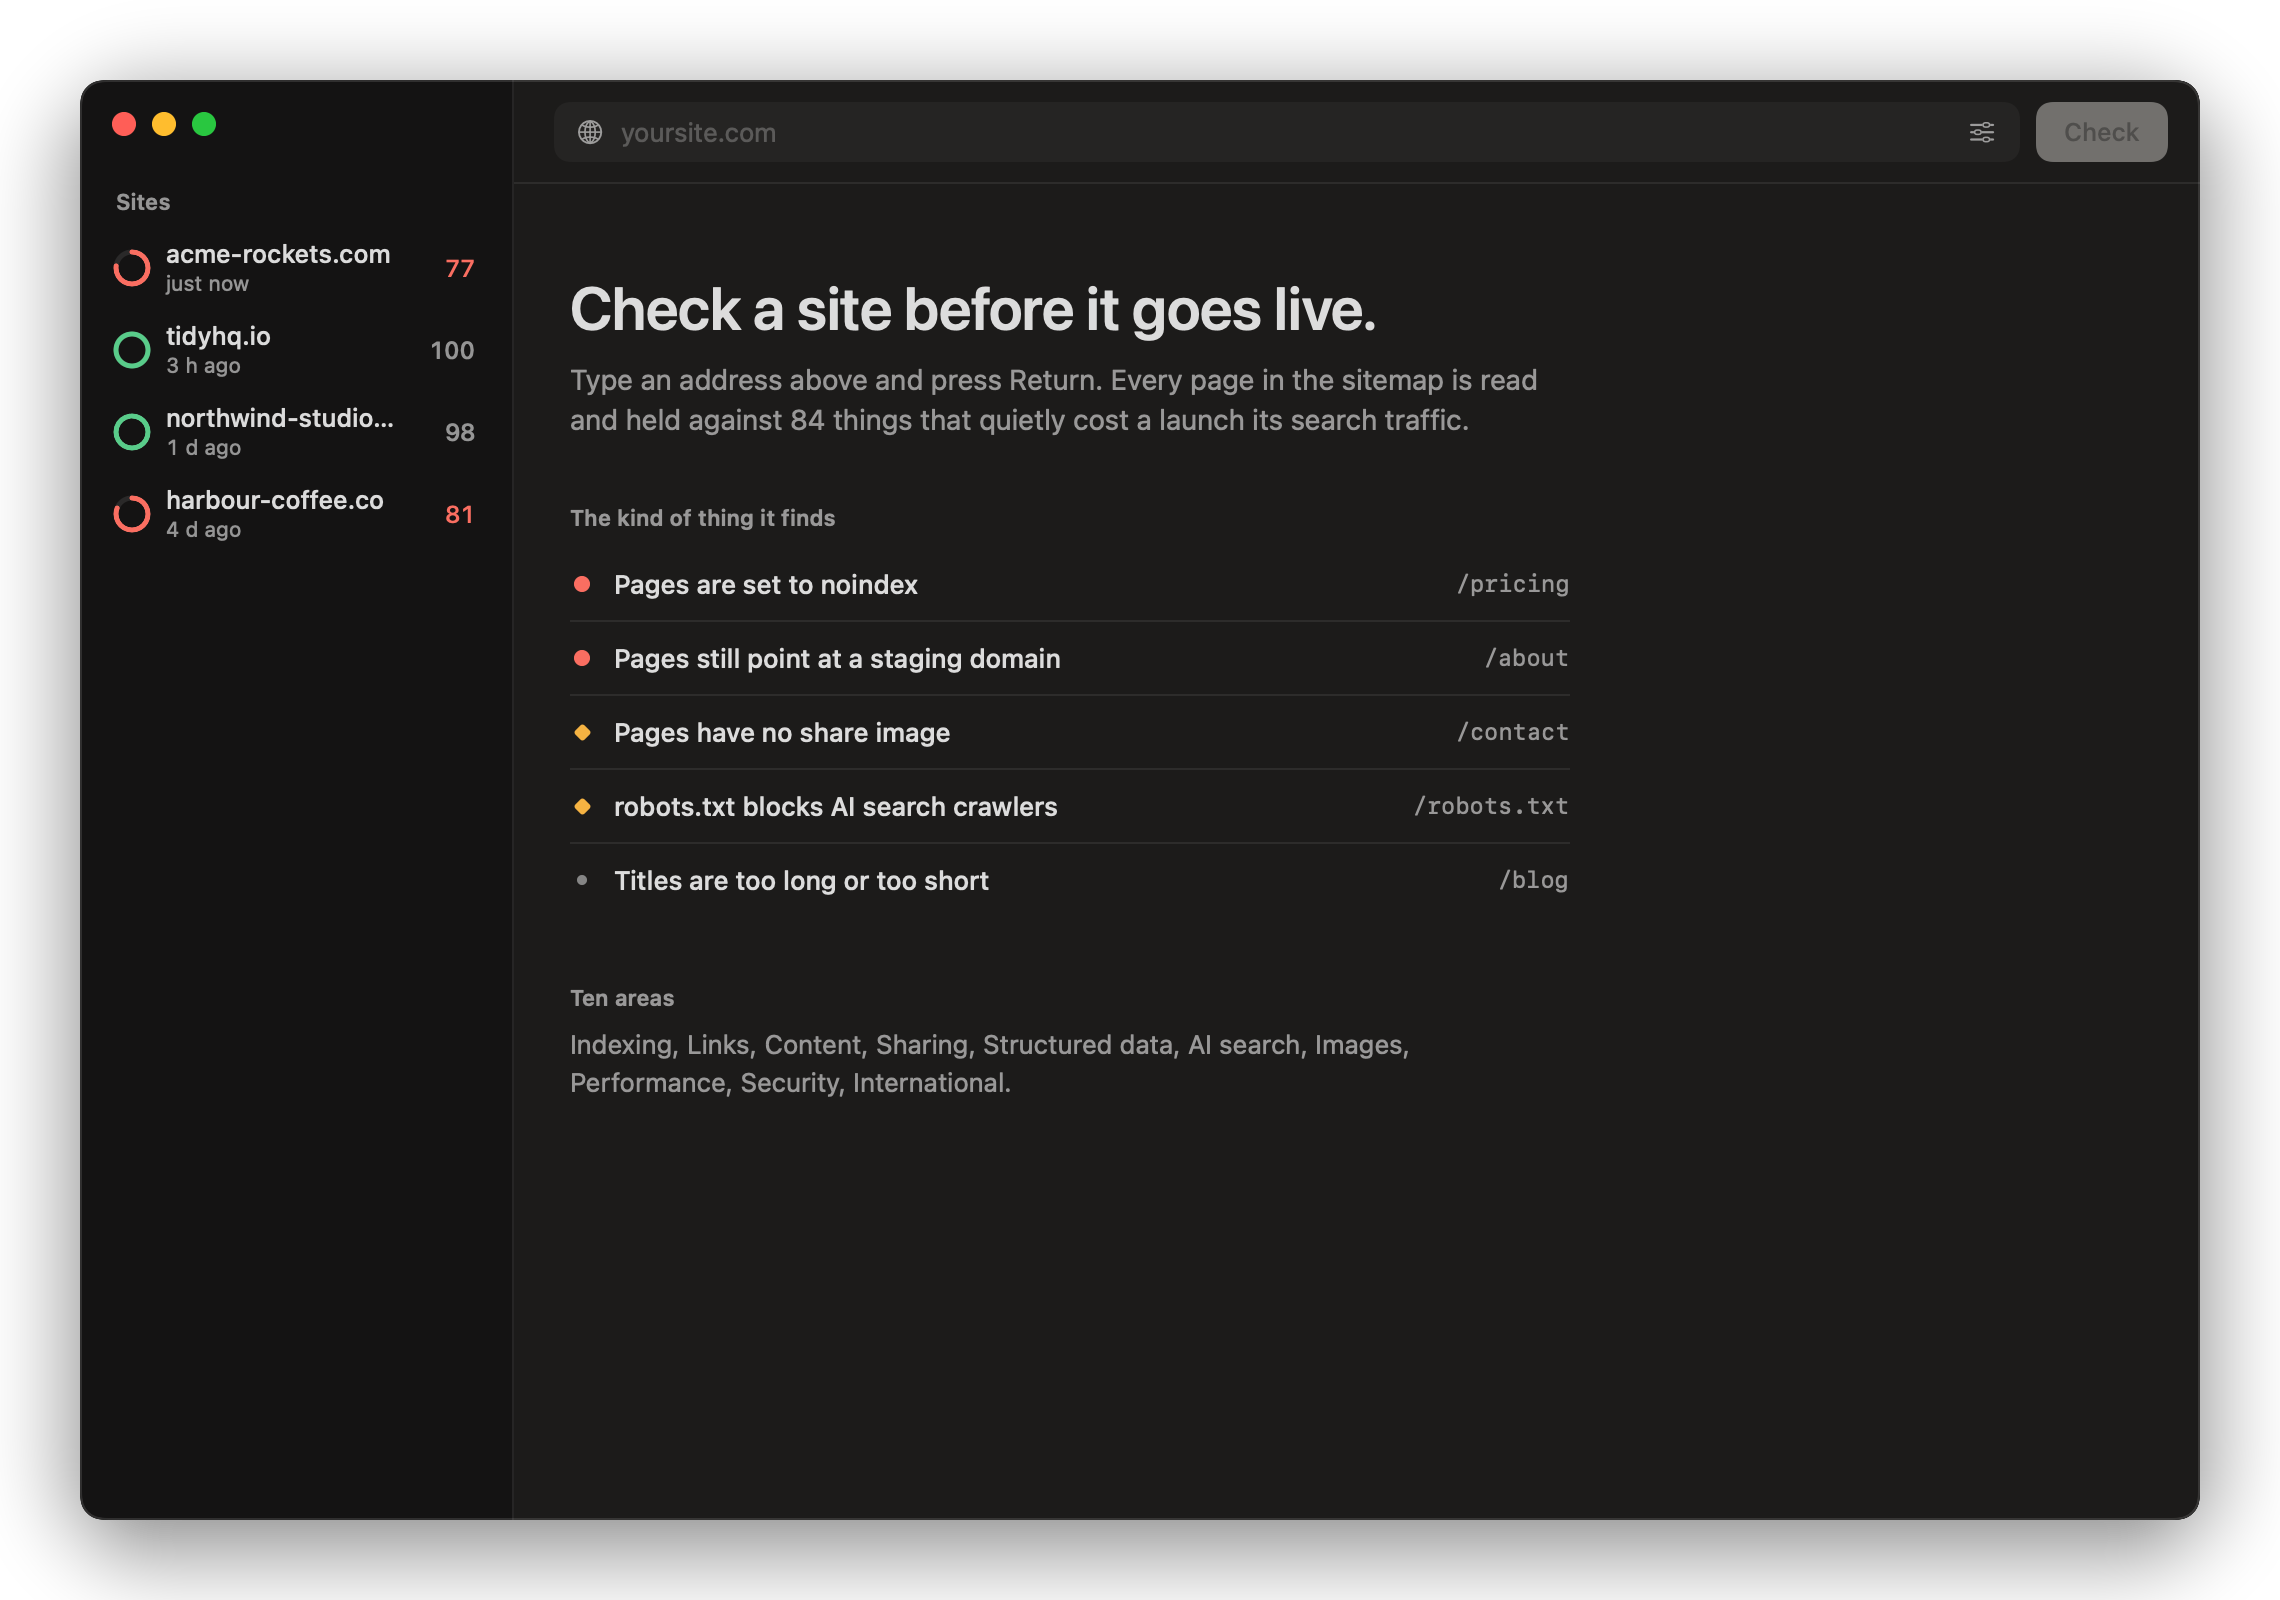 Sites
acme-rockets.com
just now
77
tidyhq.io
3 h ago
100
northwind-studio...
1 d ago
98
harbour-coffee.co
4 d ago
81
yoursite.com
Check
Check a site before it goes live.
Type an address above and press Return. Every page in the sitemap is read
and held against 84 things that quietly cost a launch its search traffic.
The kind of thing it finds
Pages are set to noindex
/pricing
Pages still point at a staging domain
/about
Pages have no share image
/contact
robots.txt blocks AI search crawlers
/robots.txt
Titles are too long or too short
/blog
Ten areas
Indexing, Links, Content, Sharing, Structured data, AI search, Images,
Performance, Security, International.